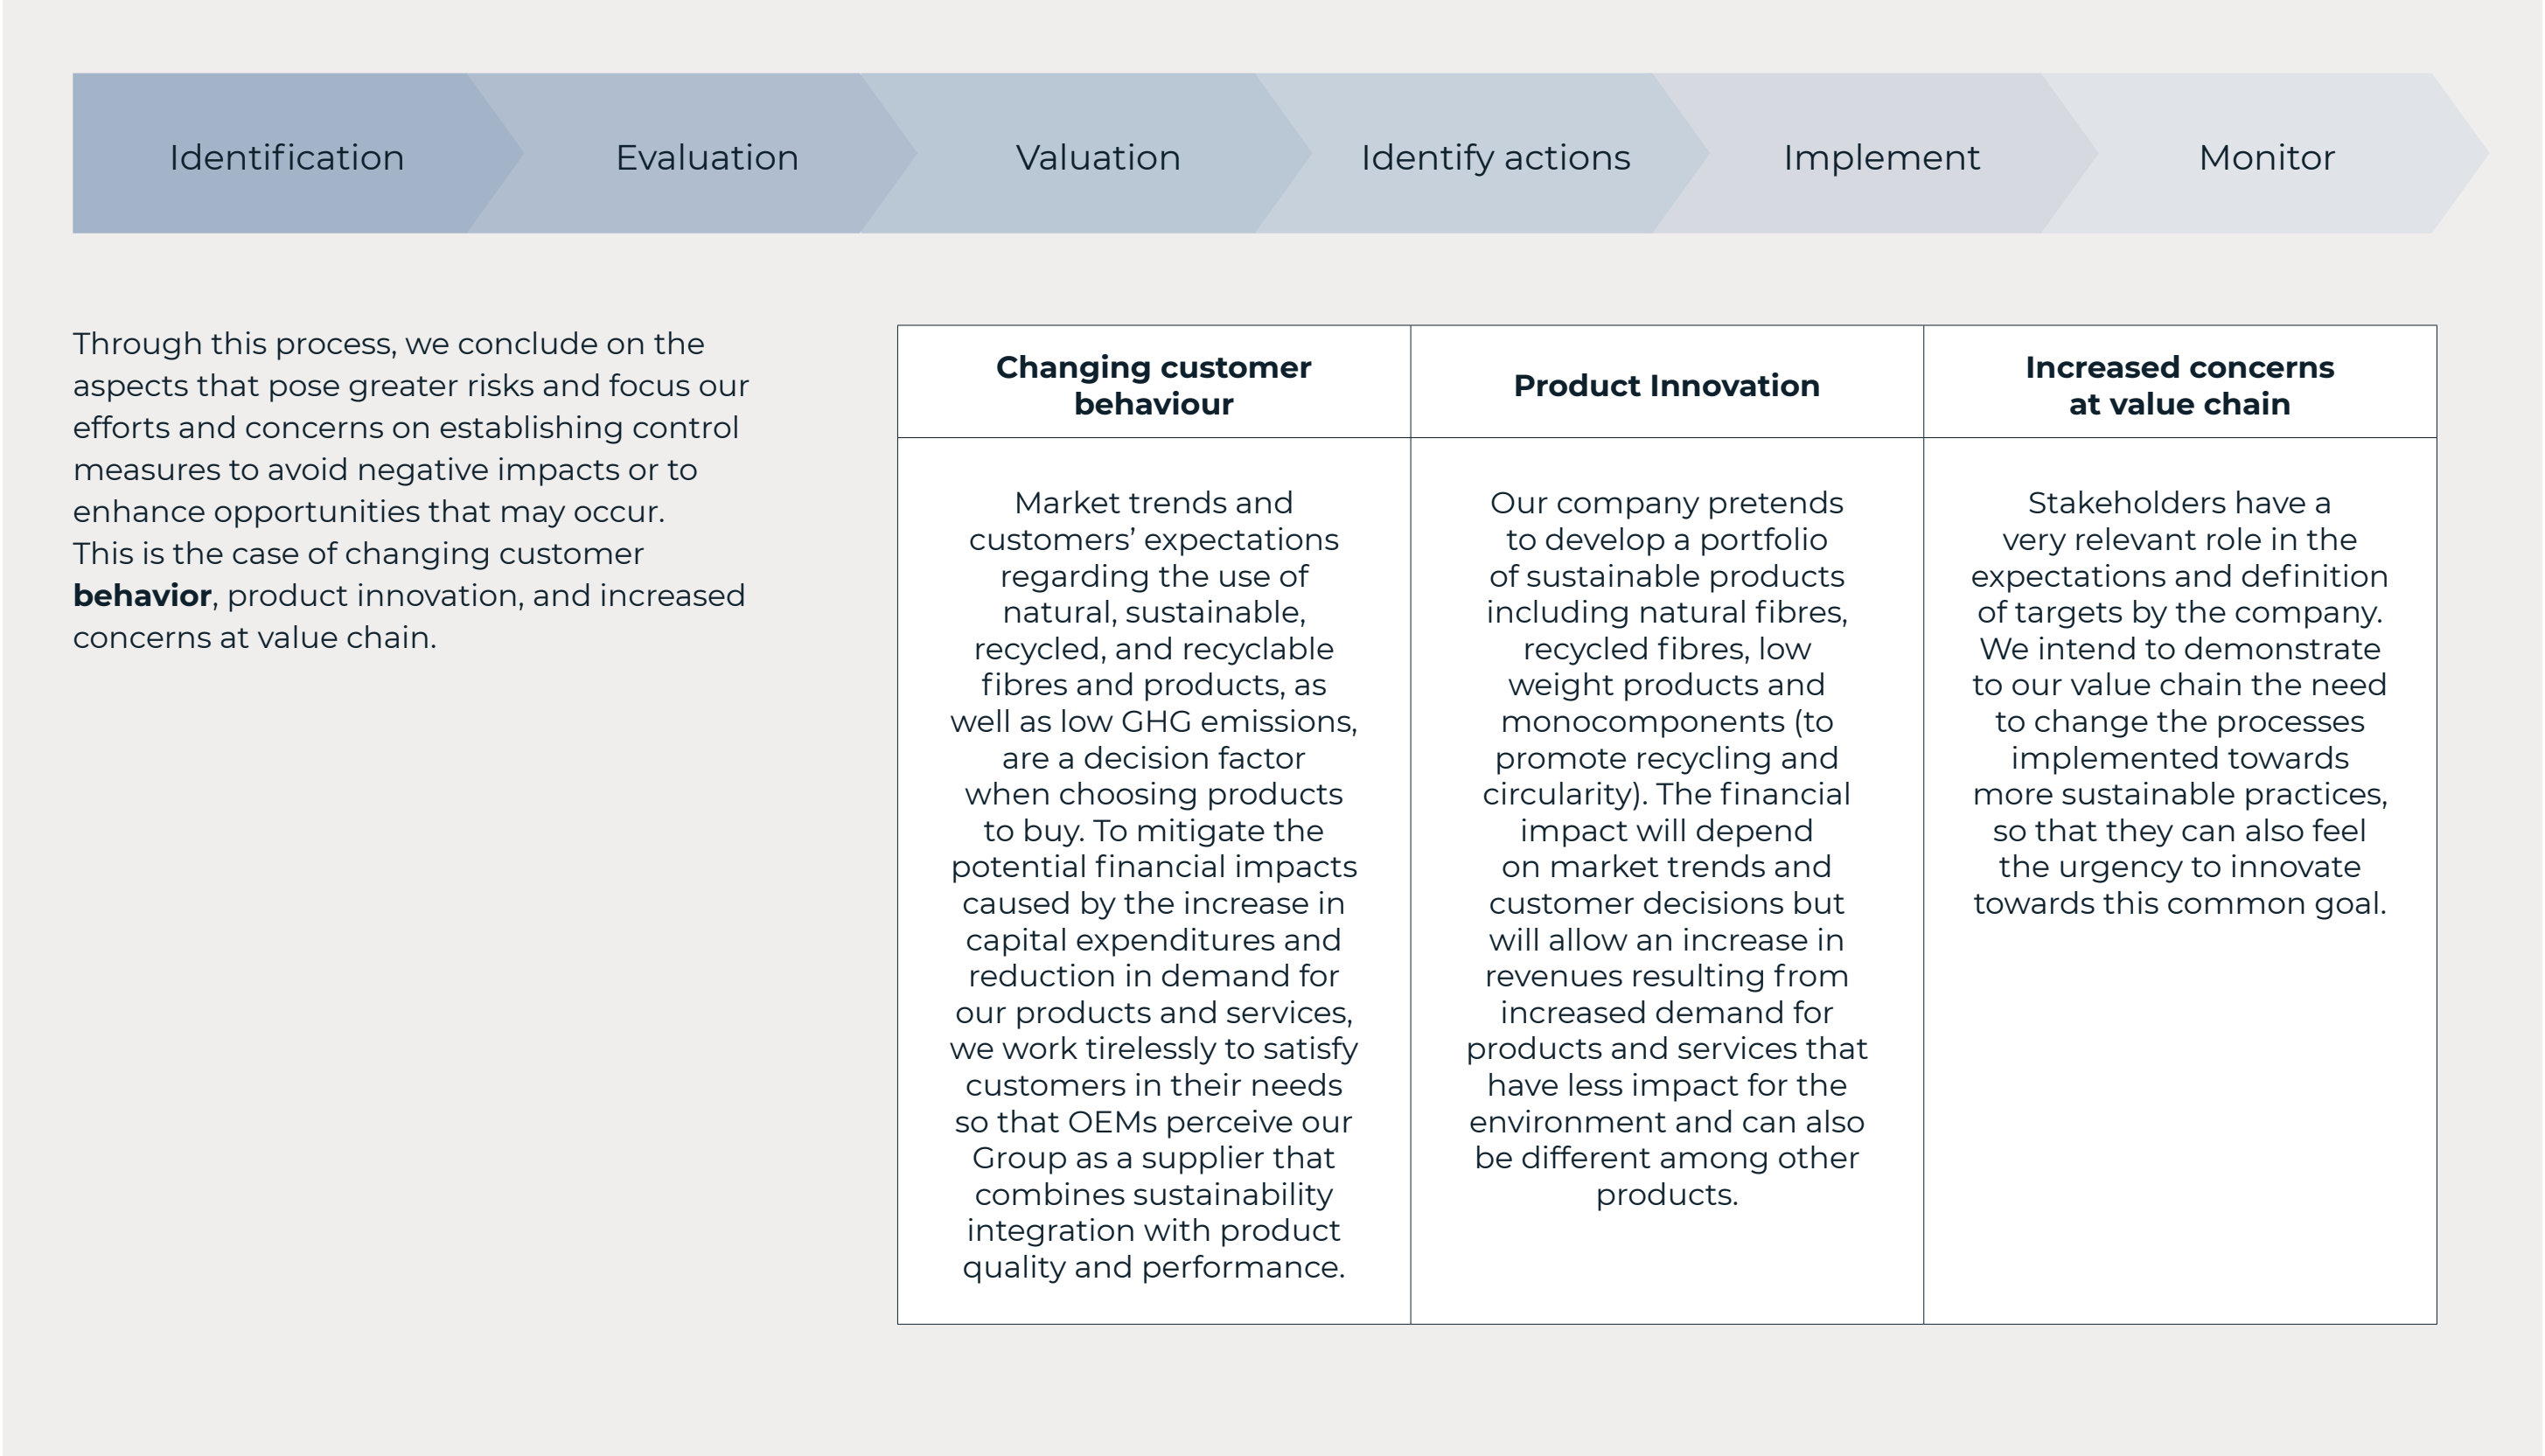 Identification
Evaluation
Valuation
Identify actions
Implement
Monitor
Through this process, we conclude on the
aspects that pose greater risks and focus our
efforts and concerns on establishing control
measures to avoid negative impacts or to
enhance opportunities that may occur.
This is the case of changing customer
behavior, product innovation, and increased
concerns at value chain.
Changing customer
behaviour
Market trends and
customers’ expectations
regarding the use of
natural, sustainable,
recycled, and recyclable
fibres and products, as
well as low GHG emissions,
are a decision factor
when choosing products
to buy. To mitigate the
potential financial impacts
caused by the increase in
capital expenditures and
reduction in demand for
our products and services,
we work tirelessly to satisfy
customers in their needs
so that OEMs perceive our
Group as a supplier that
combines sustainability
integration with product
quality and performance.
Product Innovation
Our company pretends
to develop a portfolio
of sustainable products
including natural fibres,
recycled fibres, low
weight products and
monocomponents (to
promote recycling and
circularity). The financial
impact will depend
on market trends and
customer decisions but
will allow an increase in
revenues resulting from
increased demand for
products and services that
have less impact for the
environment and can also
be different among other
products.
Increased concerns
at value chain
Stakeholders have a
very relevant role in the
expectations and definition
of targets by the company.
We intend to demonstrate
to our value chain the need
to change the processes
implemented towards
more sustainable practices,
so that they can also feel
the urgency to innovate
towards this common goal.